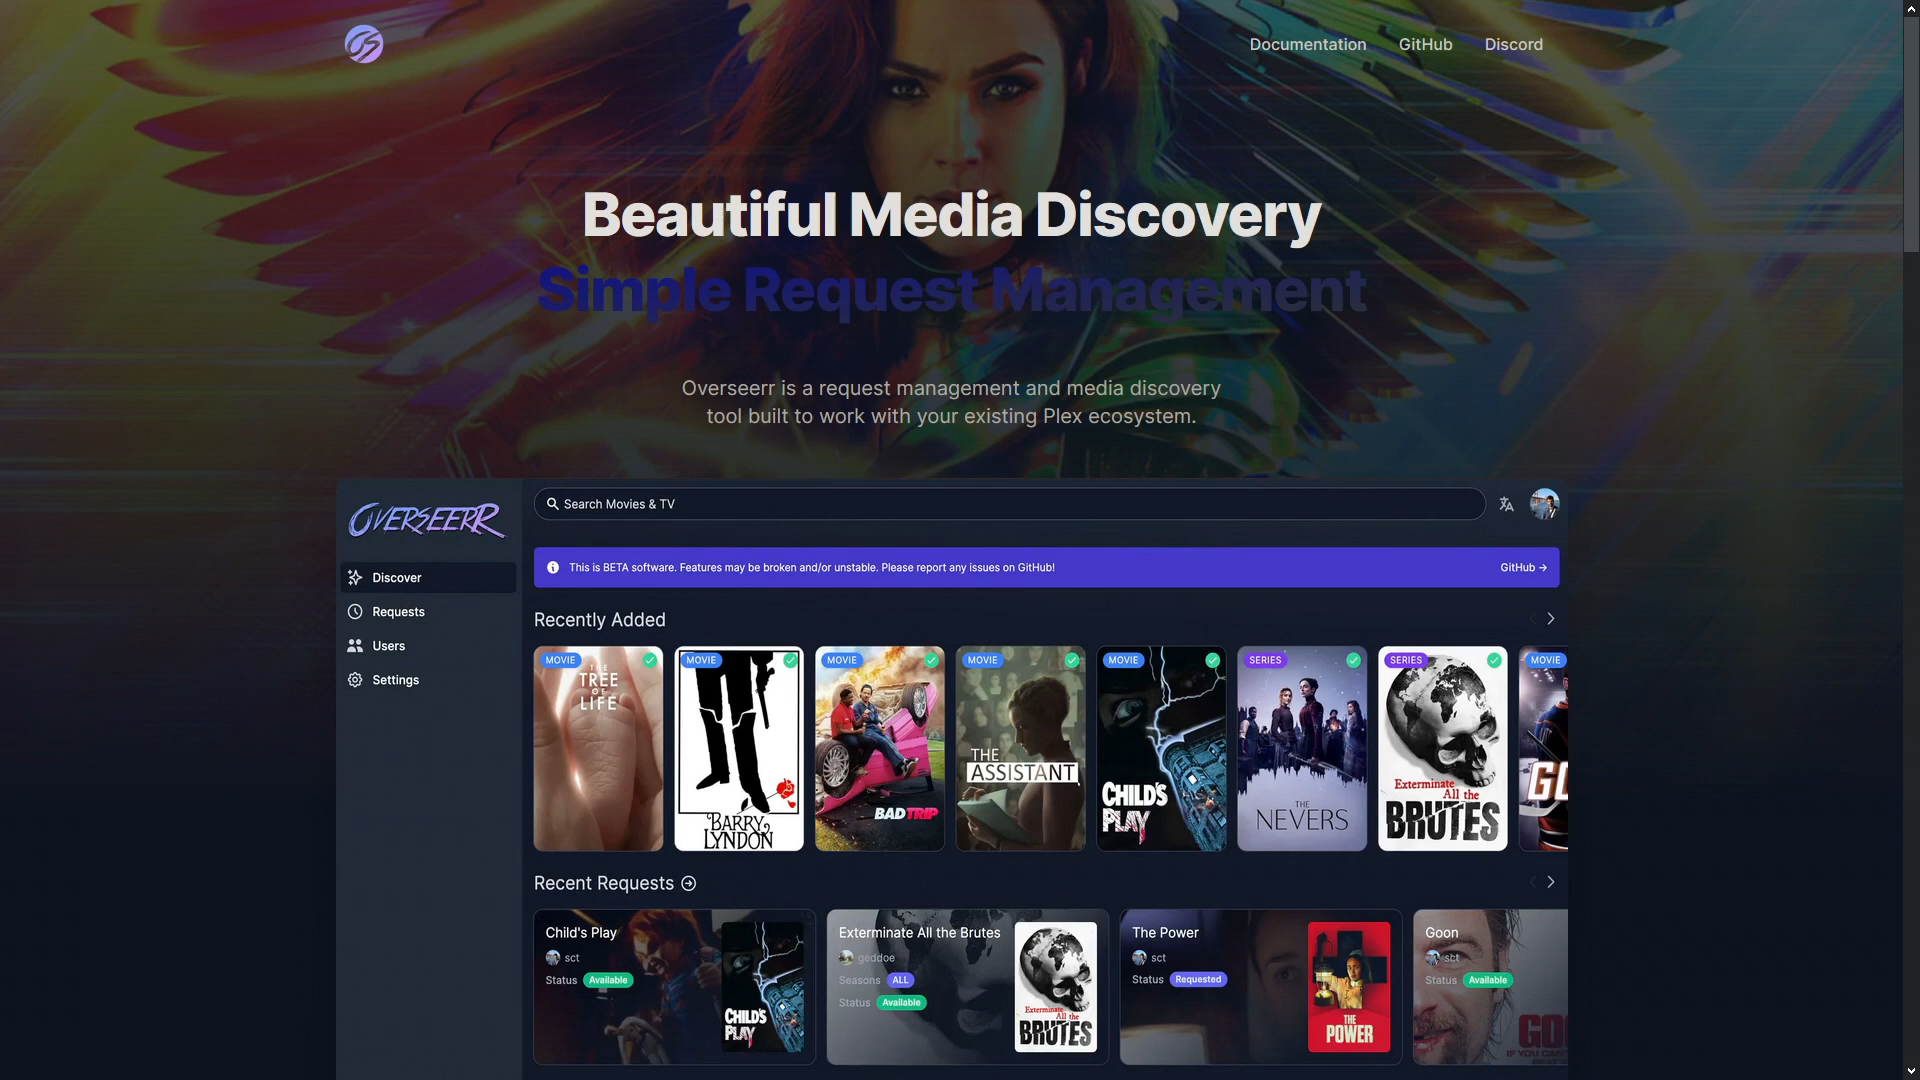 OS
Documentation
GitHub
Discord
Beautiful Media Discovery
Simple Request Management
Overseerr is a request management and media discovery
tool built to work with your existing Plex ecosystem.
OVERSEERR
Search Movies & TV
Discover
Requests
Users
Settings
This is BETA software. Features may be broken and/or unstable. Please report any issues on GitHub!
GitHub →
Recently Added
MOVIE
THE
TREE
OF
LIFE
MOVIE
BARRY
LYNDON
MOVIE
BAD TRIP
MOVIE
THE
ASSISTANT
MOVIE
CHILD'S
PLAY
SERIES
THE
NEVERS
SERIES
Exterminate
All the
BRUTES
MOVIE
Recent Requests
Child's Play
sct
Status Available
CHILD'S
PLAY
Exterminate All the Brutes
geddoe
Seasons ALL
Status Available
Exterminate
All the
BRUTES
The Power
sct
Status Requested
THE
POWER
Goon
sct
Status Available